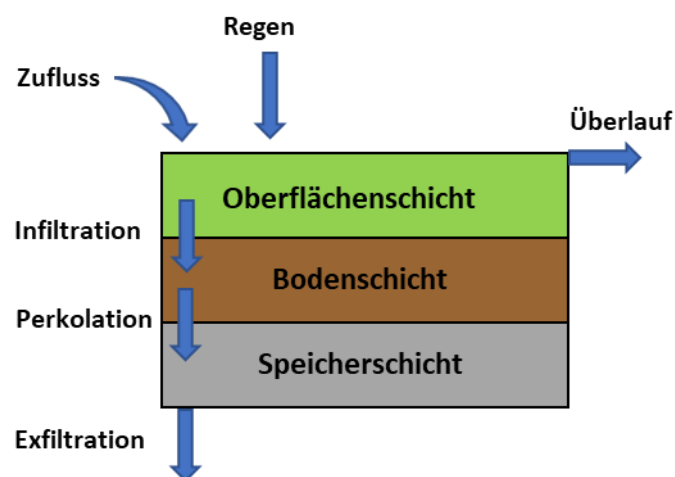 Regen
Zufluss
Überlauf
Oberflächenschicht
Infiltration
Bodenschicht
Perkolation
Speicherschicht
Exfiltration